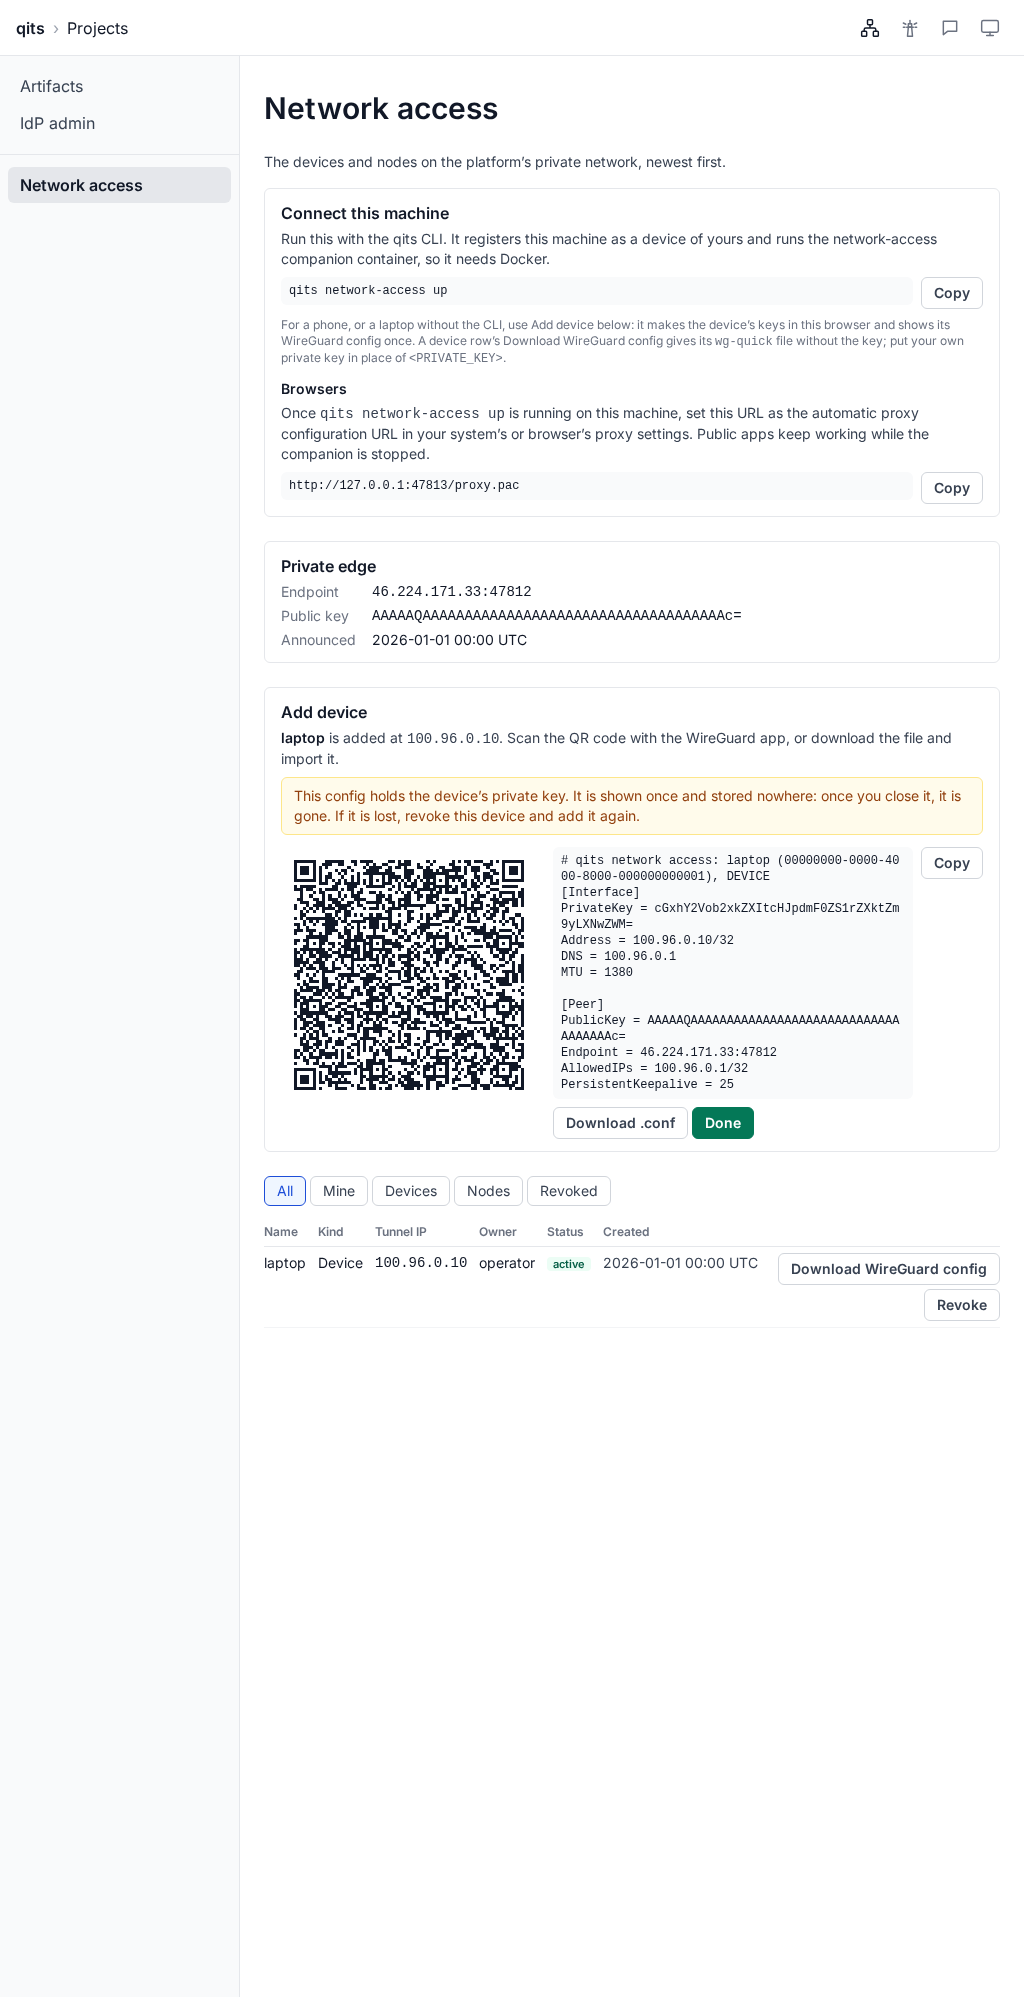 qits › Projects
Artifacts
IdP admin
Network access
Network access
The devices and nodes on the platform’s private network, newest first.
Connect this machine
Run this with the qits CLI. It registers this machine as a device of yours and runs the network-access
companion container, so it needs Docker.
qits network-access up
Copy
For a phone, or a laptop without the CLI, use Add device below: it makes the device’s keys in this browser and shows its
WireGuard config once. A device row’s Download WireGuard config gives its wg-quick file without the key; put your own
private key in place of <PRIVATE_KEY>.
Browsers
Once qits network-access up is running on this machine, set this URL as the automatic proxy
configuration URL in your system’s or browser’s proxy settings. Public apps keep working while the
companion is stopped.
http://127.0.0.1:47813/proxy.pac
Copy
Private edge
Endpoint 46.224.171.33:47812
Public key AAAAAQAAAAAAAAAAAAAAAAAAAAAAAAAAAAAAAAAAAAc=
Announced 2026-01-01 00:00 UTC
Add device
laptop is added at 100.96.0.10. Scan the QR code with the WireGuard app, or download the file and
import it.
This config holds the device’s private key. It is shown once and stored nowhere: once you close it, it is
gone. If it is lost, revoke this device and add it again.
# qits network access: laptop (00000000-0000-40
00-8000-000000000001), DEVICE
[Interface]
PrivateKey = cGxhY2Vob2xkZXItcHJpdmF0ZS1rZXktZm
9yLXNwZWM=
Address = 100.96.0.10/32
DNS = 100.96.0.1
MTU = 1380
[Peer]
PublicKey = AAAAAQAAAAAAAAAAAAAAAAAAAAAAAAAAAAA
AAAAAAAc=
Endpoint = 46.224.171.33:47812
AllowedIPs = 100.96.0.1/32
PersistentKeepalive = 25
Copy
Download .conf Done
All Mine Devices Nodes Revoked
Name Kind Tunnel IP Owner Status Created
laptop Device 100.96.0.10 operator active 2026-01-01 00:00 UTC Download WireGuard config
Revoke